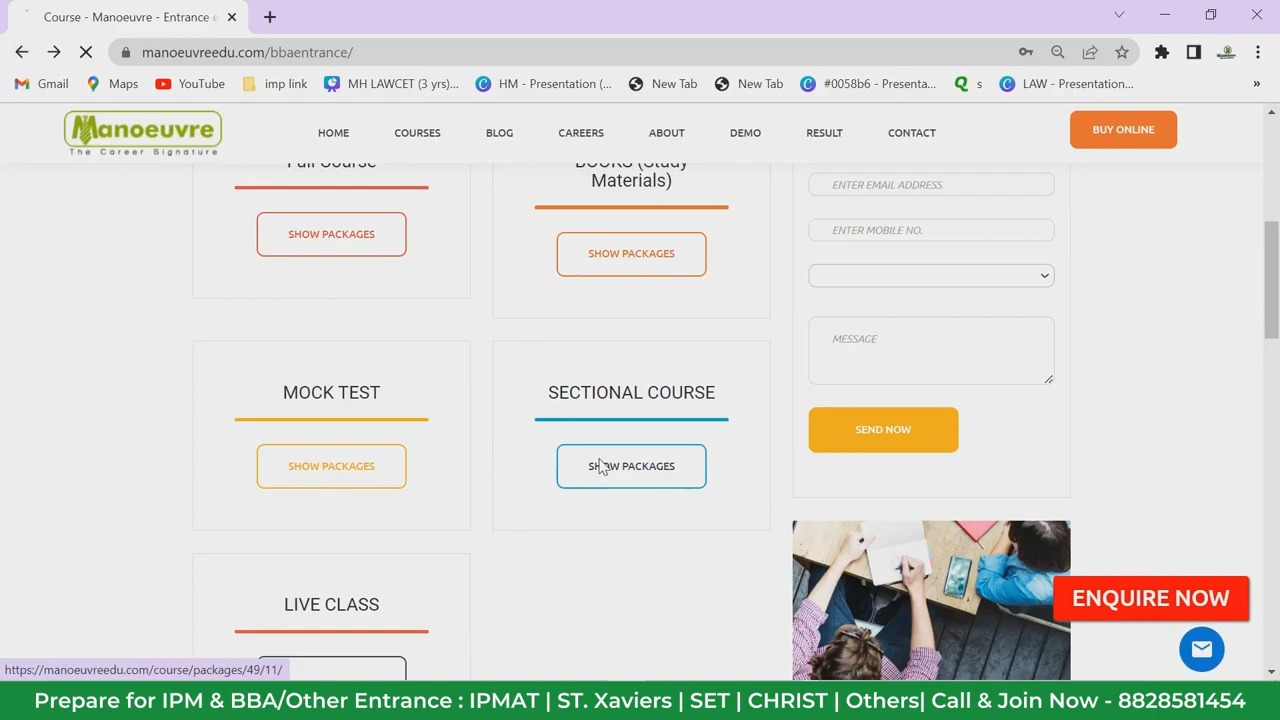 Course - Manoeuvre - Entrance e
manoeuvreedu.com/bbaentrance/
Gmail
Maps
YouTube
imp link
MH LAWCET (3 yrs)...
HM - Presentation (...
New Tab
New Tab
#0058b6 - Presenta...
s
LAW - Presentation...
»
Manoeuvre
The Career Signature
HOME
COURSES
BLOG
CAREERS
ABOUT
DEMO
RESULT
CONTACT
BUY ONLINE
Full Course
SHOW PACKAGES
BOOKS (Study
Materials)
SHOW PACKAGES
ENTER EMAIL ADDRESS
ENTER MOBILE NO.
MESSAGE
SEND NOW
MOCK TEST
SHOW PACKAGES
SECTIONAL COURSE
SHOW PACKAGES
LIVE CLASS
ENQUIRE NOW
https://manoeuvreedu.com/course/packages/49/11/
Prepare for IPM & BBA/Other Entrance : IPMAT | ST. Xaviers | SET | CHRIST | Others| Call & Join Now - 8828581454